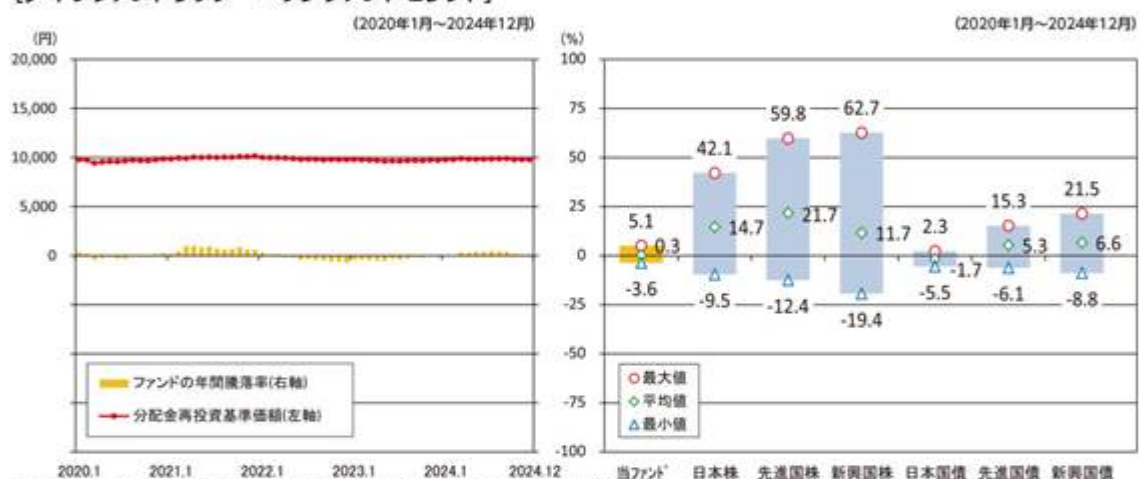 (2020年1月～2024年12月)
(円)
20,000
15,000
10,000
5,000
0
ファンドの年間騰落率(右軸)
分配金再投資基準価額(左軸)
2020.1 2021.1 2022.1 2023.1 2024.1 2024.12
(2020年1月～2024年12月)
(%)
100
75
50
25
0
-25
-50
-75
-100
5.1 42.1 59.8 62.7 2.3 15.3 21.5
0.3 14.7 21.7 11.7 -1.7 5.3 6.6
-3.6 -9.5 -12.4 -19.4 -5.5 -6.1 -8.8
最大値
平均値
最小値
当ファンド 日本株 先進国株 新興国株 日本国債 先進国債 新興国債